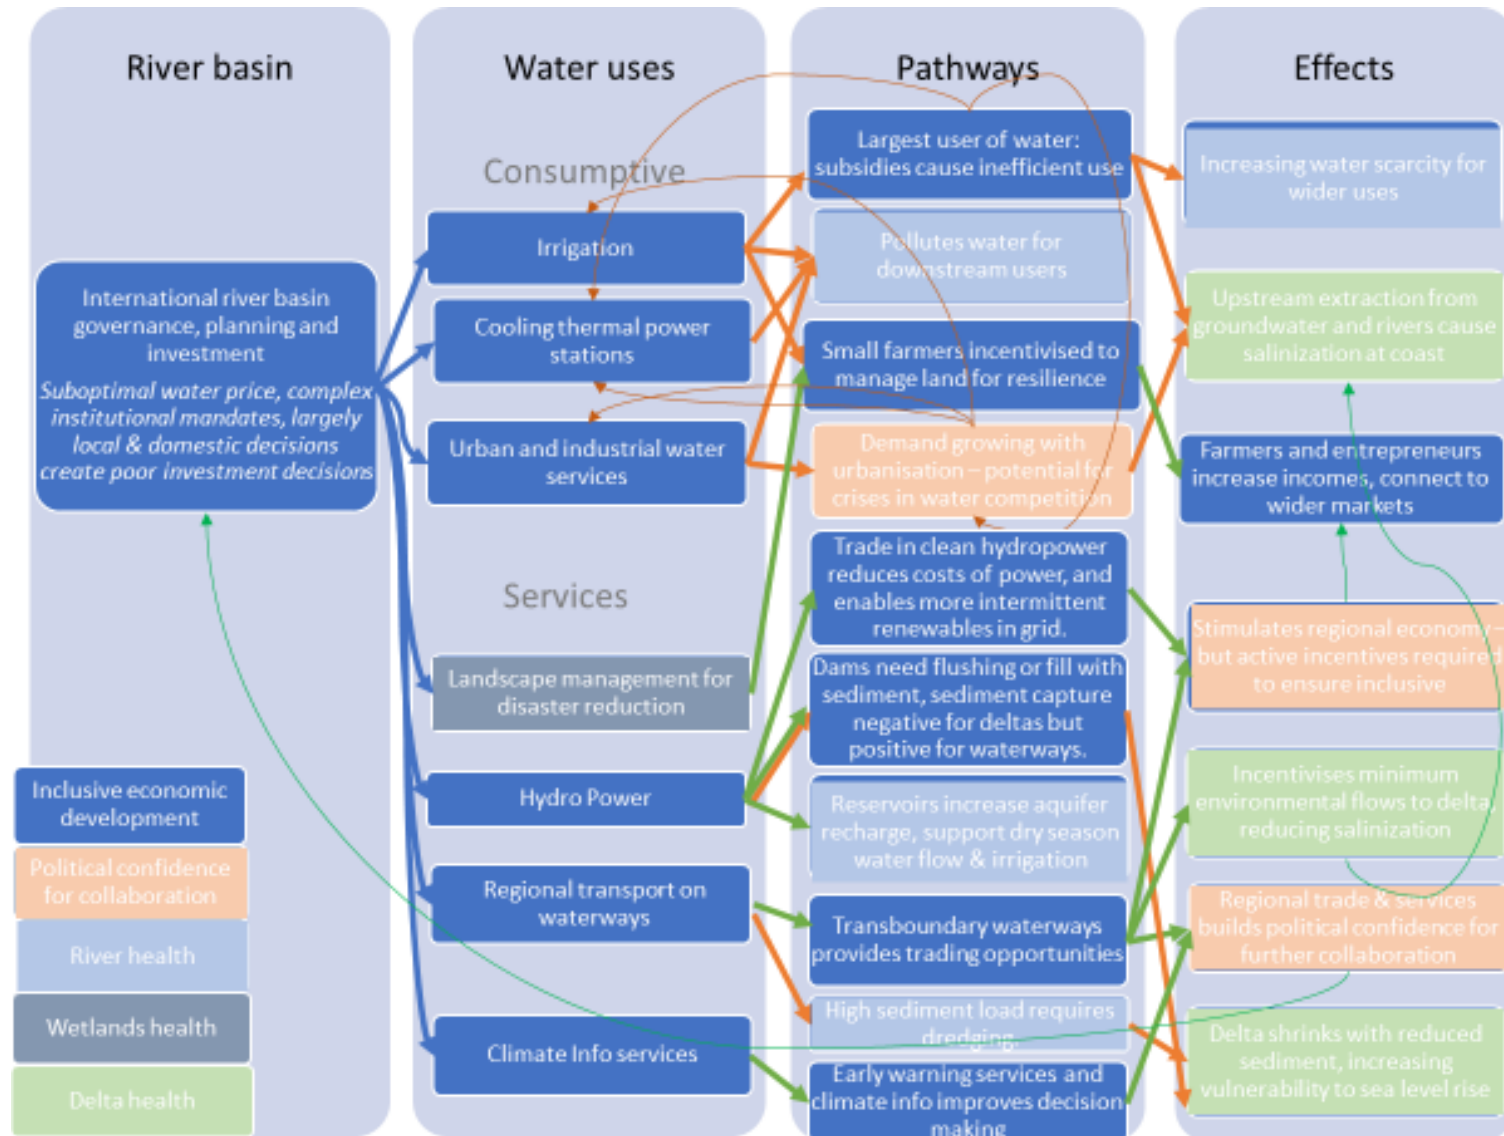 River basin
International river basin
governance, planning and
investment
Suboptimal water price, complex
institutional mandates, largely
local & domestic decisions
create poor investment decisions
Inclusive economic
development
Political confidence
for collaboration
River health
Wetlands health
Delta health
Water uses
Consumptive
Irrigation
Cooling thermal power
stations
Urban and industrial water
services
Services
Landscape management for
disaster reduction
Hydro Power
Regional transport on
waterways
Climate Info services
Pathways
Largest user of water:
subsidies cause inefficient use
Pollutes water for
downstream users
Small farmers incentivised to
manage land for resilience
Demand growing with
urbanisation – potential for
crises in water competition
Trade in clean hydropower
reduces costs of power, and
enables more intermittent
renewables in grid.
Dams need flushing or fill with
sediment, sediment capture
negative for deltas but
positive for waterways.
Reservoirs increase aquifer
recharge, support dry season
water flow & irrigation
Transboundary waterways
provides trading opportunities
High sediment load requires
dredging.
Early warning services and
climate info improves decision
making
Effects
Increasing water scarcity for
wider uses
Upstream extraction from
groundwater and rivers cause
salinization at coast
Farmers and entrepreneurs
increase incomes, connect to
wider markets
Stimulates regional economy –
but active incentives required
to ensure inclusive
Incentivises minimum
environmental flows to delta,
reducing salinization
Regional trade & services
builds political confidence for
further collaboration
Delta shrinks with reduced
sediment, increasing
vulnerability to sea level rise